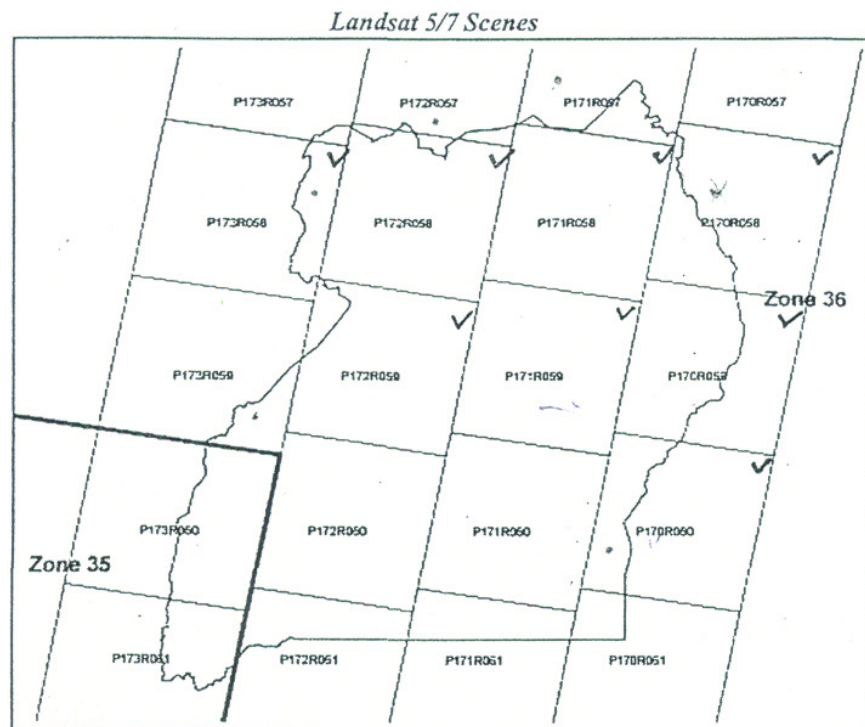 Landsat 5/7 Scenes
P173R057 P172R057 P171R057 P170R057
P173R058 P172R058 P171R058 P170R058
Zone 36
P173R059 P172R059 P171R059 P170R059
P173R060 P172R060 P171R060 P170R060
Zone 35
P173R061 P172R061 P171R061 P170R061